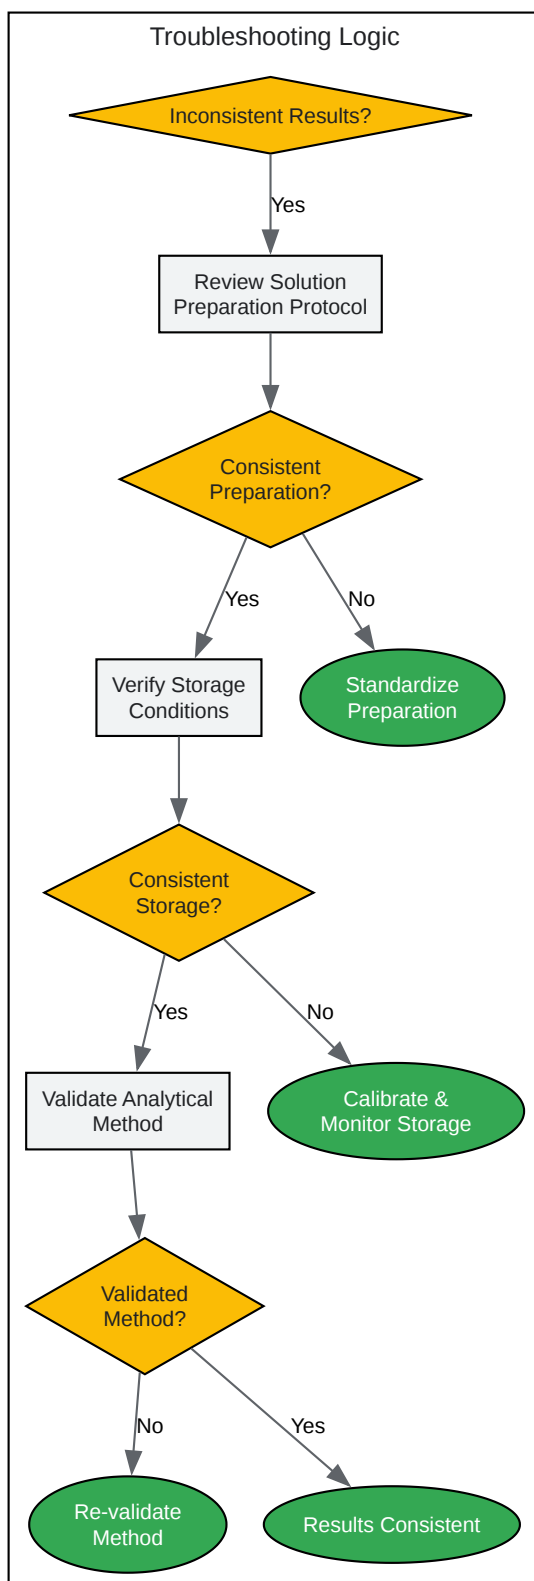 Troubleshooting Logic
Inconsistent Results?
Yes
Review Solution
Preparation Protocol
Consistent
Preparation?
Yes
No
Verify Storage
Conditions
Standardize
Preparation
Consistent
Storage?
Yes
No
Validate Analytical
Method
Calibrate &
Monitor Storage
Validated
Method?
No
Yes
Re-validate
Method
Results Consistent